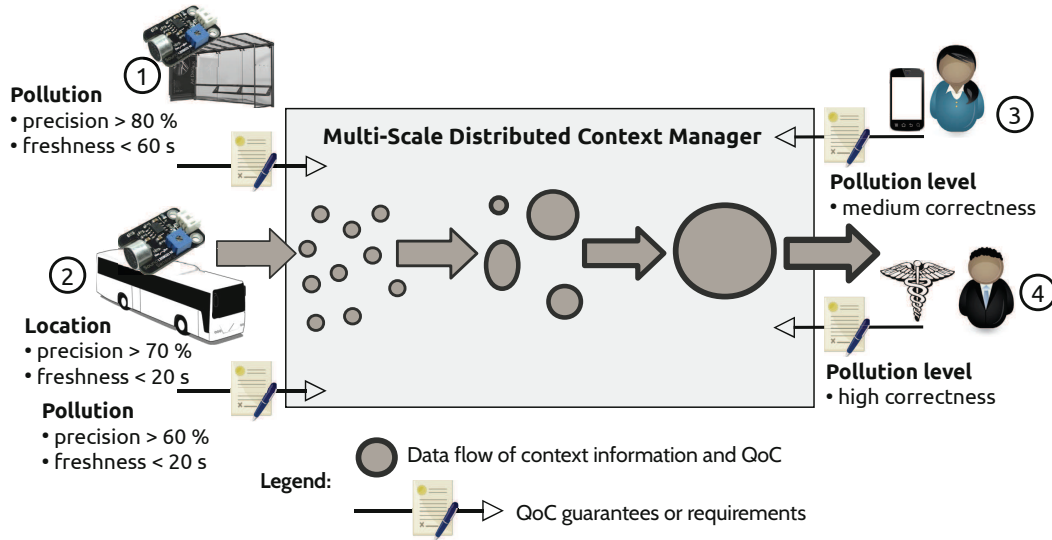 1
Pollution
• precision > 80 %
• freshness < 60 s
2
Location
• precision > 70 %
• freshness < 20 s
Pollution
• precision > 60 %
• freshness < 20 s
Multi-Scale Distributed Context Manager
3
Pollution level
• medium correctness
4
Pollution level
• high correctness
Legend:
Data flow of context information and QoC
QoC guarantees or requirements